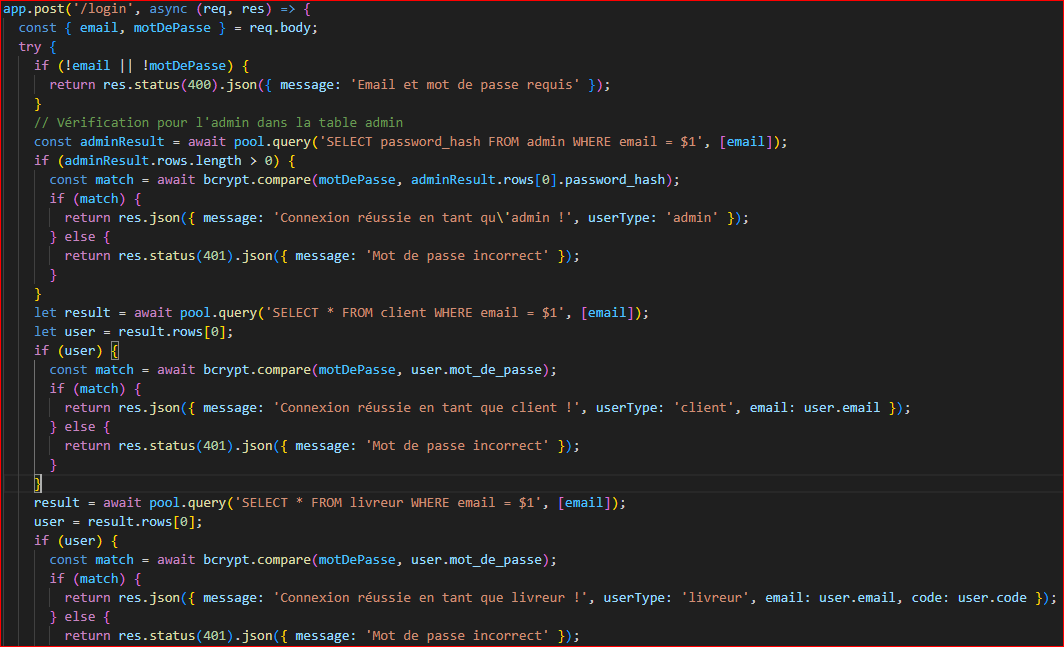 app.post('/login', async (req, res) => {
const { email, motDePasse } = req.body;
try {
if (!email || !motDePasse) {
return res.status(400).json({ message: 'Email et mot de passe requis' });
}
// Vérification pour l'admin dans la table admin
const adminResult = await pool.query('SELECT password_hash FROM admin WHERE email = $1', [email]);
if (adminResult.rows.length > 0) {
const match = await bcrypt.compare(motDePasse, adminResult.rows[0].password_hash);
if (match) {
return res.json({ message: 'Connexion réussie en tant qu\'admin !', userType: 'admin' });
} else {
return res.status(401).json({ message: 'Mot de passe incorrect' });
}
}
let result = await pool.query('SELECT * FROM client WHERE email = $1', [email]);
let user = result.rows[0];
if (user) {
const match = await bcrypt.compare(motDePasse, user.mot_de_passe);
if (match) {
return res.json({ message: 'Connexion réussie en tant que client !', userType: 'client', email: user.email });
} else {
return res.status(401).json({ message: 'Mot de passe incorrect' });
}
}
result = await pool.query('SELECT * FROM livreur WHERE email = $1', [email]);
user = result.rows[0];
if (user) {
const match = await bcrypt.compare(motDePasse, user.mot_de_passe);
if (match) {
return res.json({ message: 'Connexion réussie en tant que livreur !', userType: 'livreur', email: user.email, code: user.code });
} else {
return res.status(401).json({ message: 'Mot de passe incorrect' });